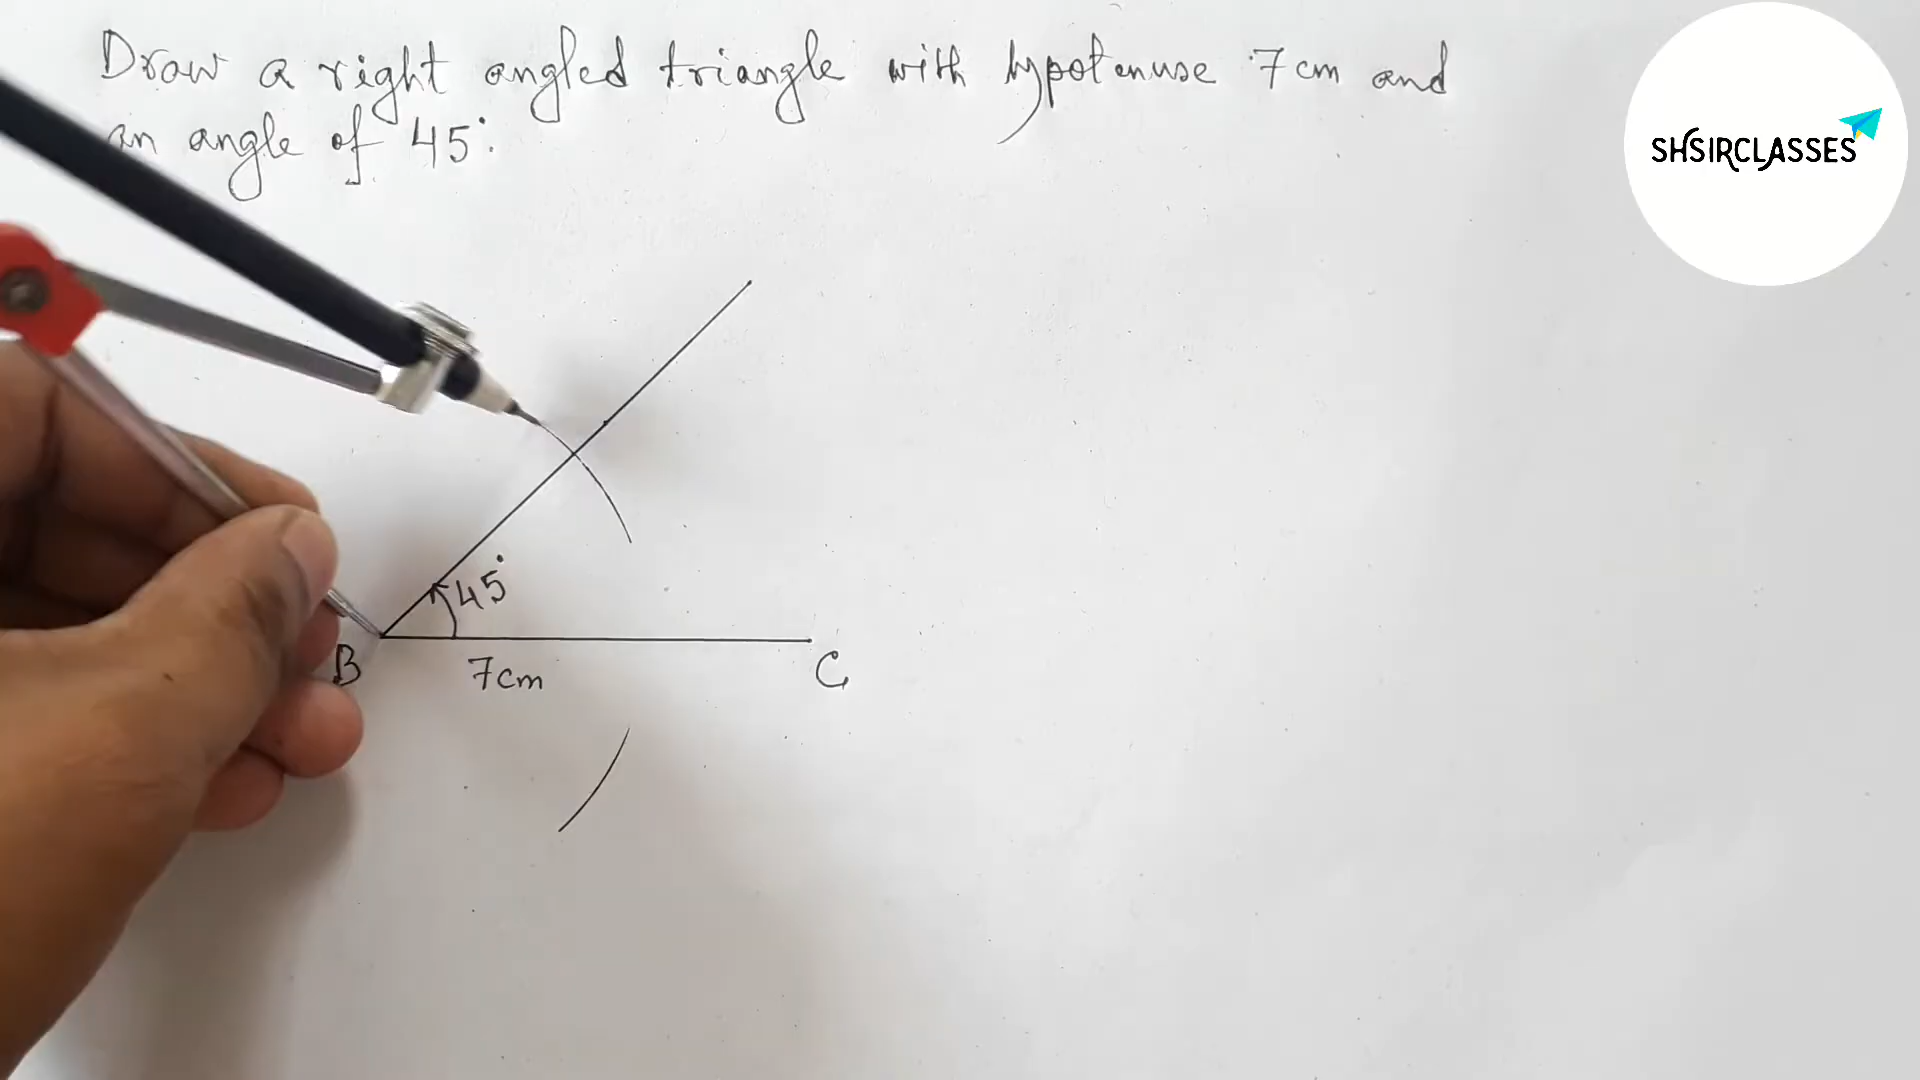 Draw a right angled triangle with hypotenuse 7cm and
an angle of 45°.
SHSIRCLASSES
45°
B
7cm
C